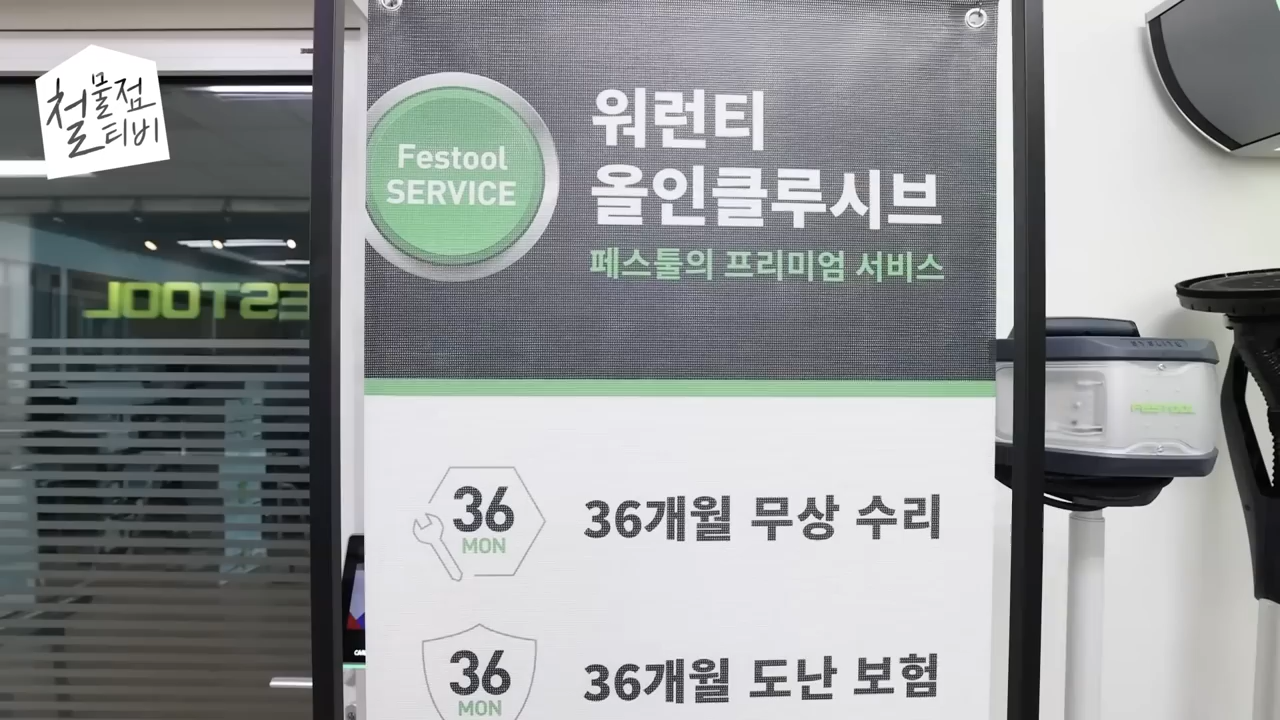 철물점
티비
Festool
SERVICE
워런티
올인클루시브
페스툴의 프리미엄 서비스
FESTOOL
36
MON
36개월 무상 수리
36
MON
36개월 도난 보험